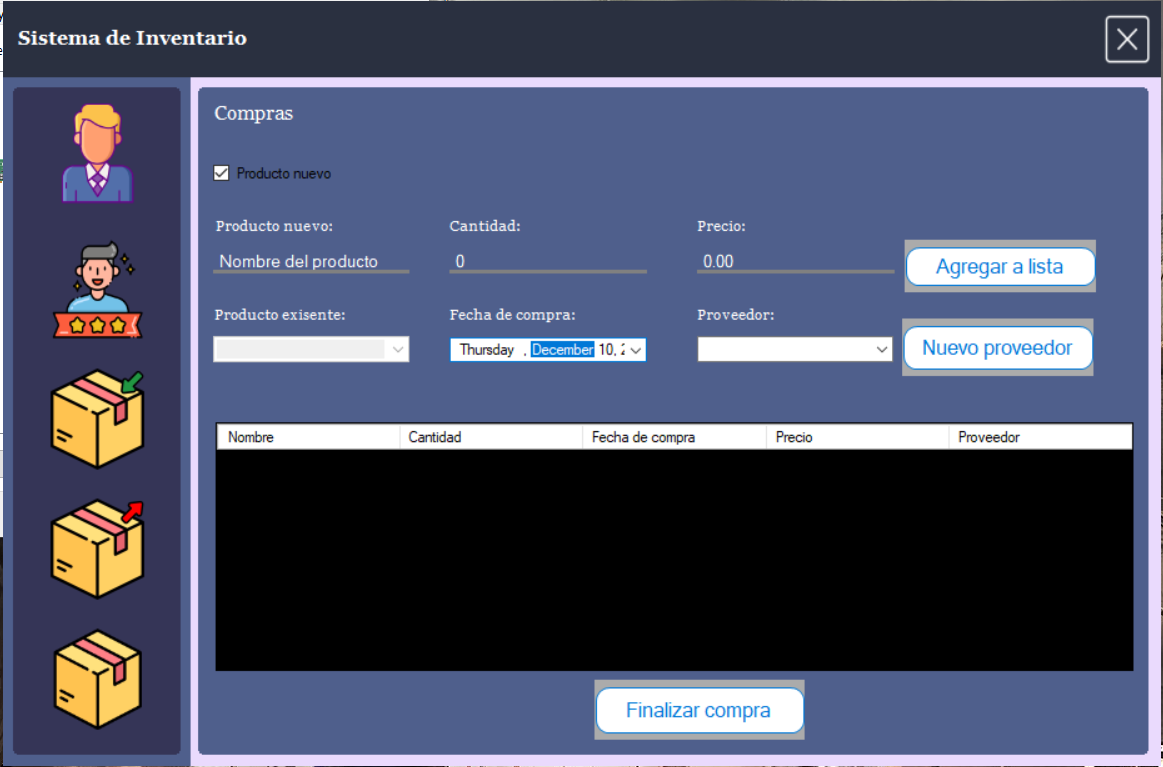 Sistema de Inventario
Compras
Producto nuevo
Producto nuevo: Cantidad: Precio:
Nombre del producto 0 0.00 Agregar a lista
Producto exisente: Fecha de compra: Proveedor:
Thursday , December 10, Nuevo proveedor
Nombre Cantidad Fecha de compra Precio Proveedor
Finalizar compra